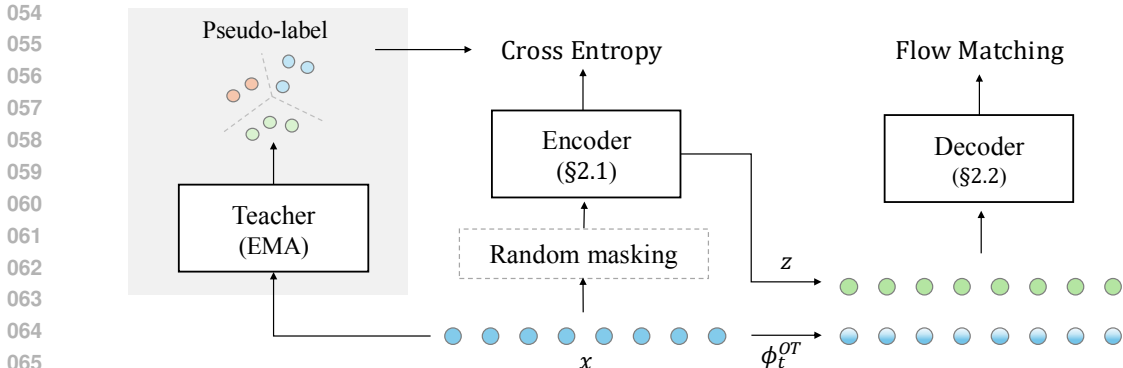 054
055
056
057
058
059
060
061
062
063
064
065
Pseudo-label
Cross Entropy
Flow Matching
Encoder
(§2.1)
Decoder
(§2.2)
Teacher
(EMA)
Random masking
z
x
ϕ_t^{OT}